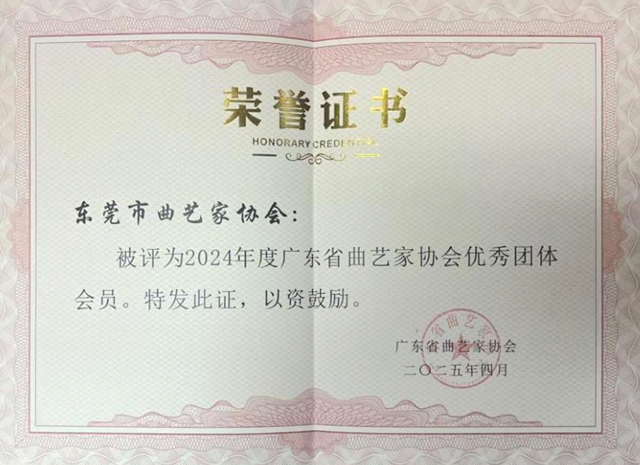 荣誉证书
HONORARY CREDENTIAL
东莞市曲艺家协会：
被评为2024年度广东省曲艺家协会优秀团体
会员。特发此证，以资鼓励。
广东省曲艺家协会
二〇二五年四月